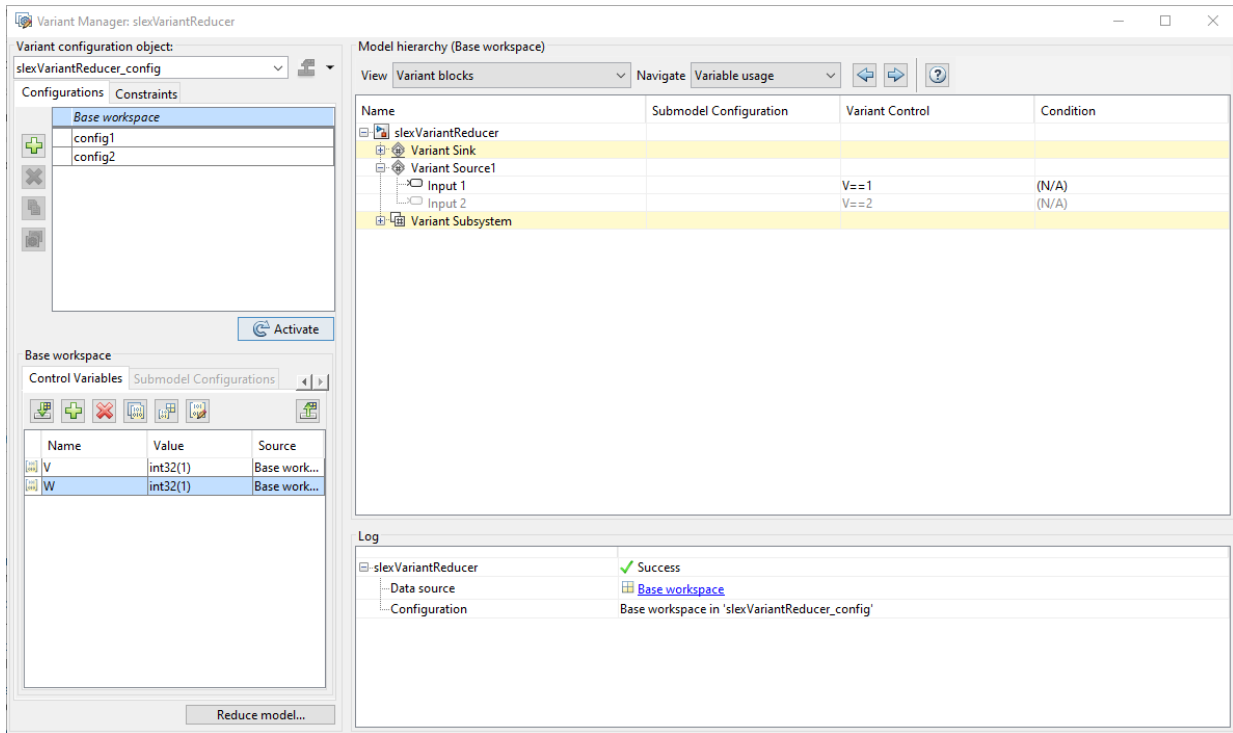 Variant Manager: slexVariantReducer
Variant configuration object:
slexVariantReducer_config
Configurations Constraints
Base workspace
config1
config2
Activate
Base workspace
Control Variables Submodel Configurations
Name Value Source
V int32(1) Base work...
W int32(1) Base work...
Reduce model...
Model hierarchy (Base workspace)
View Variant blocks Navigate Variable usage
Name Submodel Configuration Variant Control Condition
slexVariantReducer
Variant Sink
Variant Source1
Input 1 V==1 (N/A)
Input 2 V==2 (N/A)
Variant Subsystem
Log
slexVariantReducer Success
Data source Base workspace
Configuration Base workspace in 'slexVariantReducer_config'